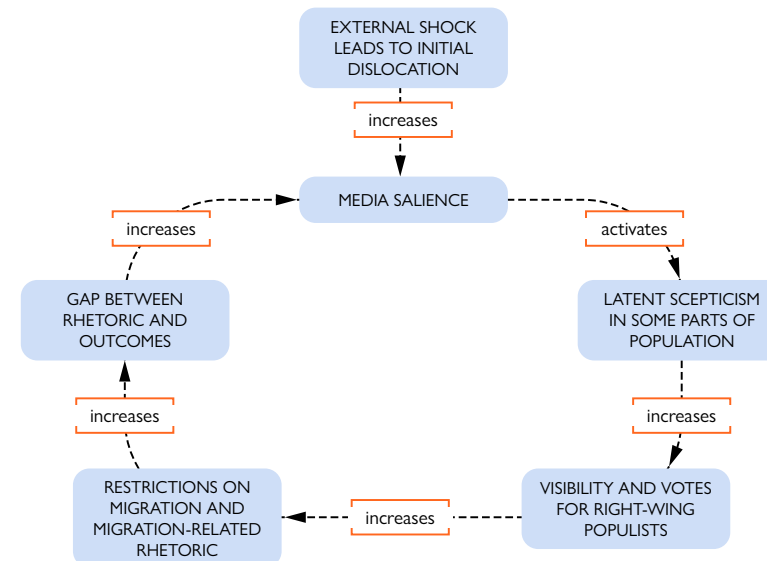 EXTERNAL SHOCK
LEADS TO INITIAL
DISLOCATION
increases
MEDIA SALIENCE
increases
activates
GAP BETWEEN
RHETORIC AND
OUTCOMES
LATENT SCEPTICISM
IN SOME PARTS OF
POPULATION
increases
increases
RESTRICTIONS ON
MIGRATION AND
MIGRATION-RELATED
RHETORIC
increases
VISIBILITY AND VOTES
FOR RIGHT-WING
POPULISTS